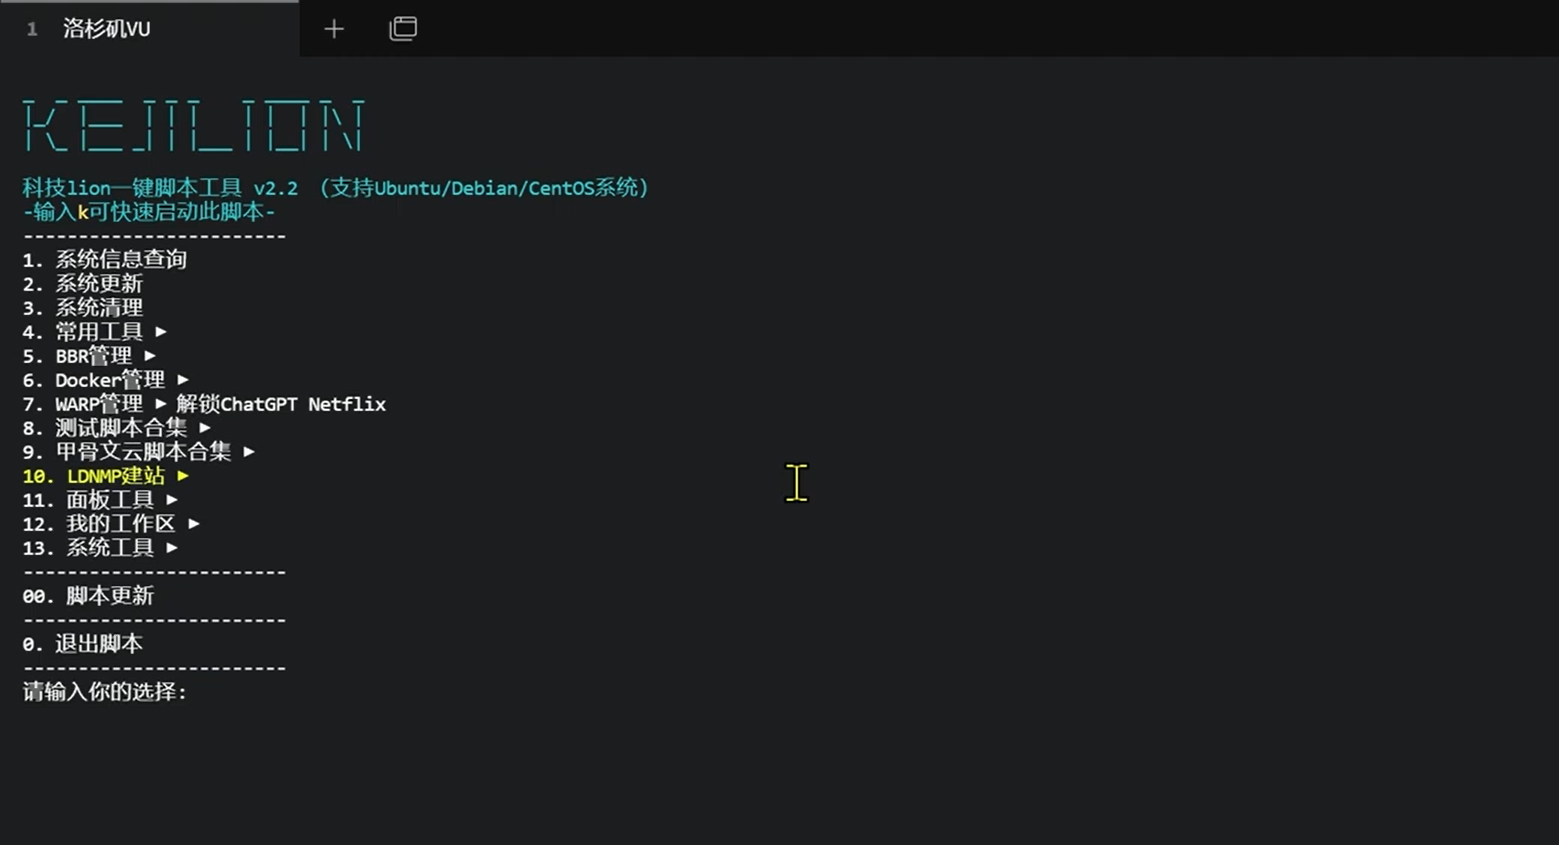 1 洛杉矶VU
KEJILION
科技lion一键脚本工具 v2.2 （支持Ubuntu/Debian/CentOS系统）
-输入k可快速启动此脚本-
------------------------
1. 系统信息查询
2. 系统更新
3. 系统清理
4. 常用工具 ▶
5. BBR管理 ▶
6. Docker管理 ▶
7. WARP管理 ▶ 解锁ChatGPT Netflix
8. 测试脚本合集 ▶
9. 甲骨文云脚本合集 ▶
10. LDNMP建站 ▶
11. 面板工具 ▶
12. 我的工作区 ▶
13. 系统工具 ▶
------------------------
00. 脚本更新
------------------------
0. 退出脚本
------------------------
请输入你的选择: